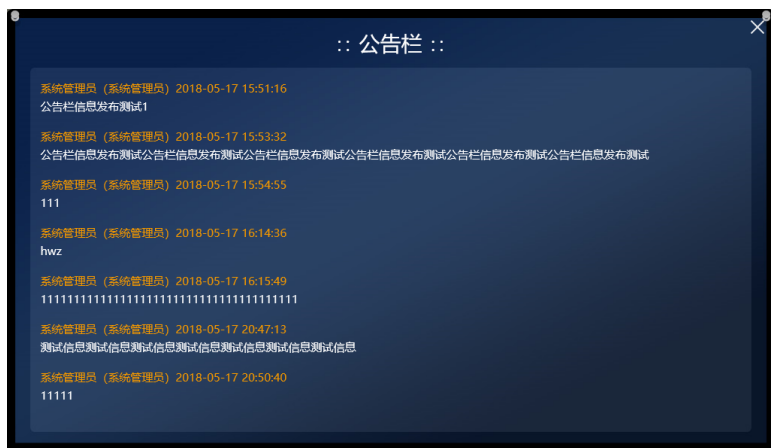 :: 公告栏 ::
系统管理员（系统管理员）2018-05-17 15:51:16
公告栏信息发布测试1
系统管理员（系统管理员）2018-05-17 15:53:32
公告栏信息发布测试公告栏信息发布测试公告栏信息发布测试公告栏信息发布测试公告栏信息发布测试公告栏信息发布测试
系统管理员（系统管理员）2018-05-17 15:54:55
111
系统管理员（系统管理员）2018-05-17 16:14:36
hwz
系统管理员（系统管理员）2018-05-17 16:15:49
11111111111111111111111111111111111111
系统管理员（系统管理员）2018-05-17 20:47:13
测试信息测试信息测试信息测试信息测试信息测试信息测试信息
系统管理员（系统管理员）2018-05-17 20:50:40
11111